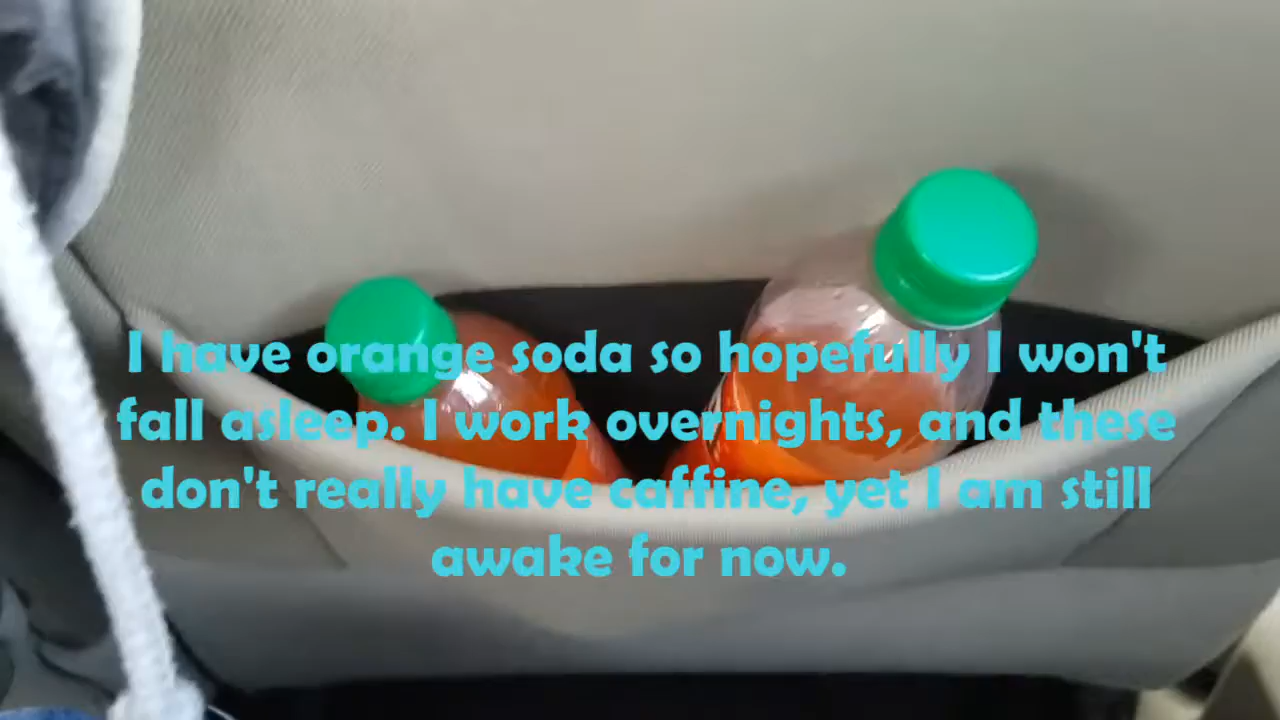 I have orange soda so hopefully I won't
fall asleep. I work overnights, and these
don't really have caffine, yet I am still
awake for now.